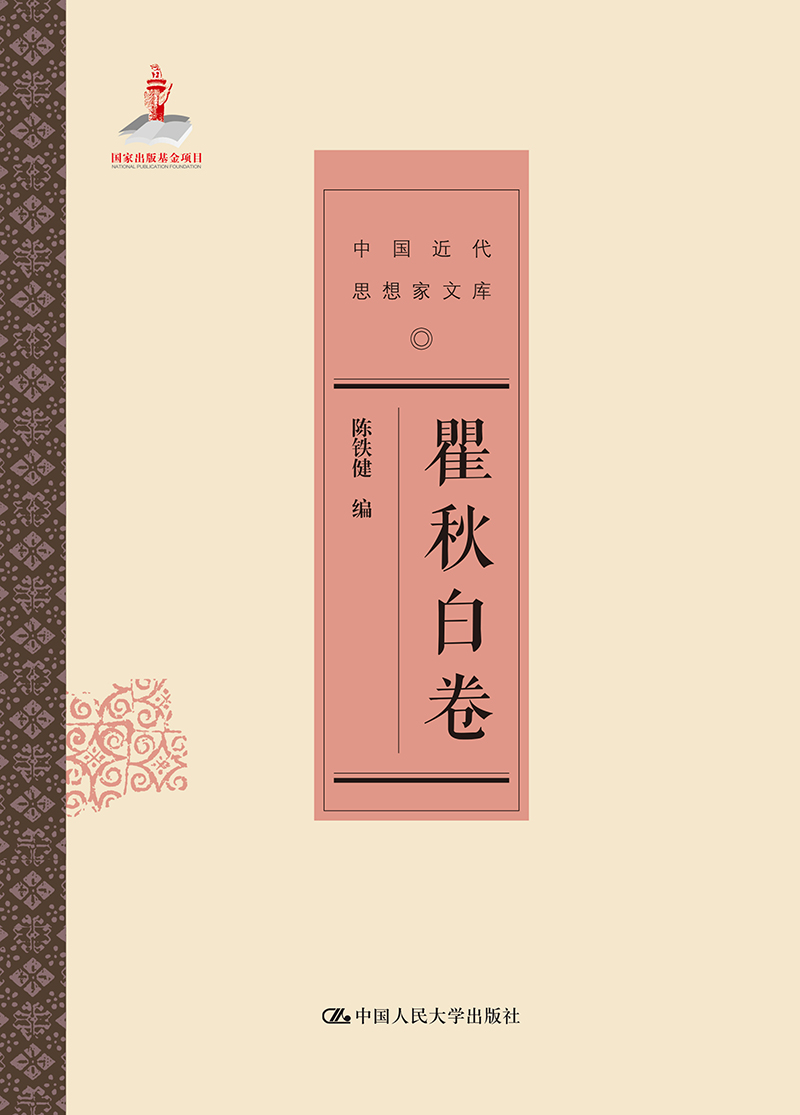 国家出版基金项目
NATIONAL PUBLICATION FOUNDATION
中国近代
思想家文库
瞿秋白卷
陈铁健 编
中国人民大学出版社